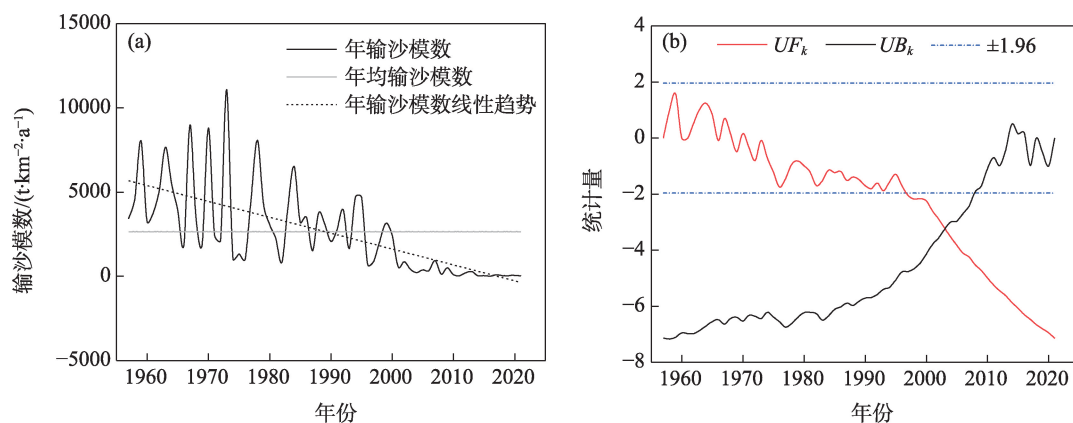 (a)
年输沙模数
年均输沙模数
年输沙模数线性趋势
15000
10000
5000
0
−5000
输沙模数/(t·km⁻²·a⁻¹)
1960 1970 1980 1990 2000 2010 2020
年份
(b)
UFₖ UBₖ ±1.96
4
2
0
−2
−4
−6
−8
统计量
1960 1970 1980 1990 2000 2010 2020
年份